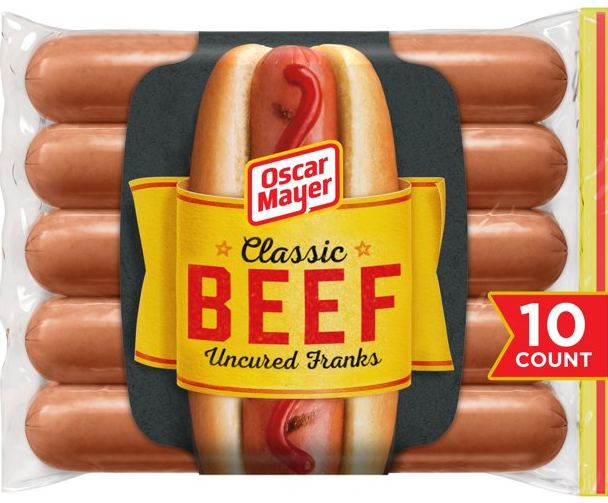 Oscar
Mayer
Classic
BEEF
Uncured Franks
10
COUNT